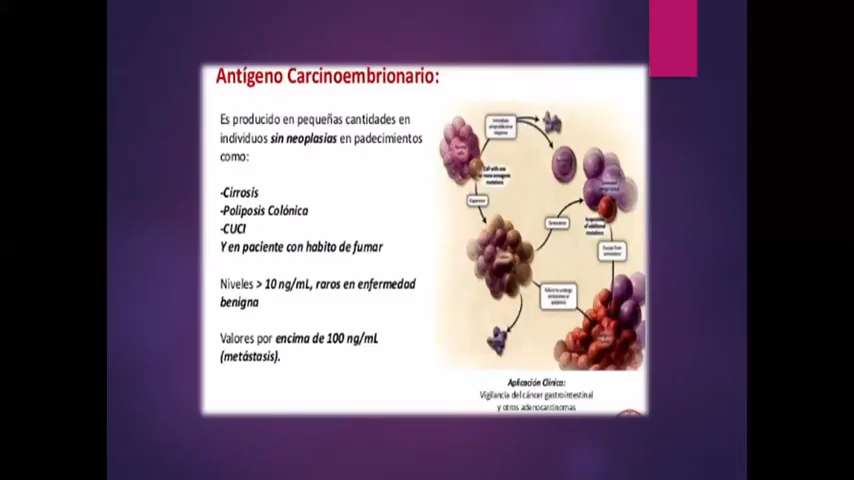 Antígeno Carcinoembrionario:
Es producido en pequeñas cantidades en
individuos sin neoplasias en padecimientos
como:
-Cirrosis
-Poliposis Colónica
-CUCI
Y en paciente con habito de fumar
Niveles > 10 ng/mL, raros en enfermedad
benigna
Valores por encima de 100 ng/mL
(metástasis).
Aplicación Clínica:
Vigilancia del cáncer gastrointestinal
y otros adenocarcinomas